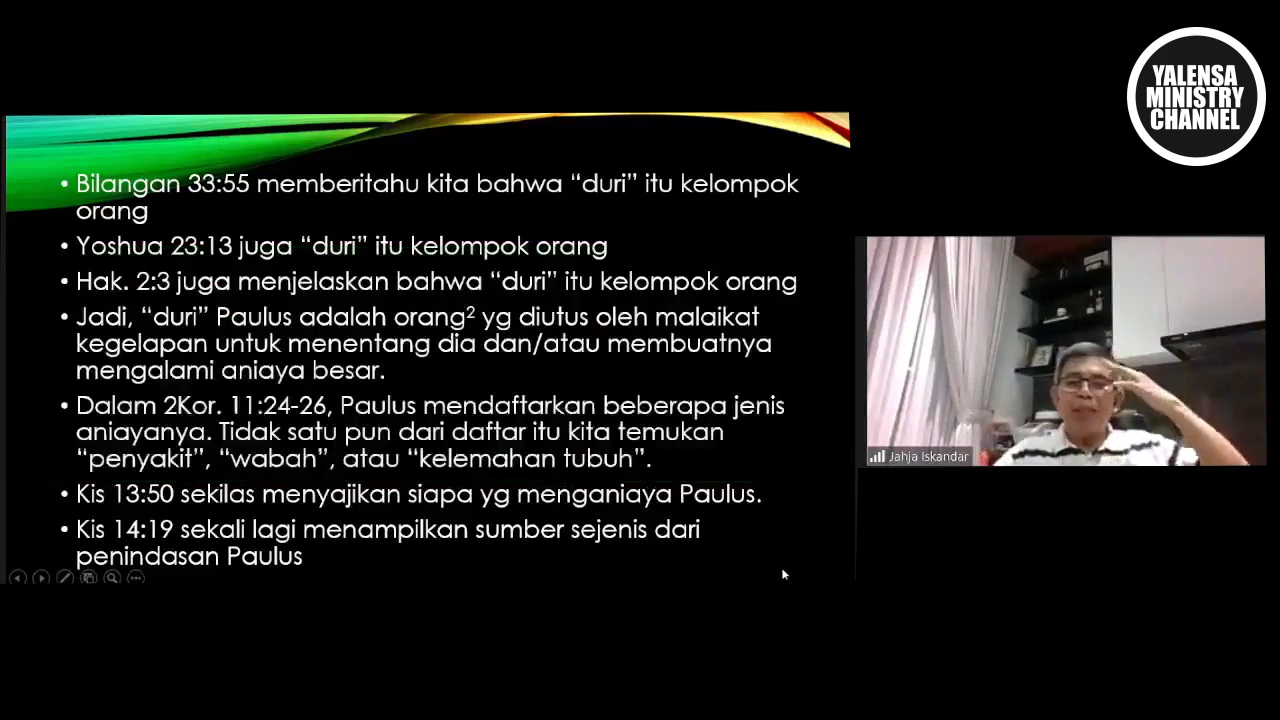 YALENSA
MINISTRY
CHANNEL
• Bilangan 33:55 memberitahu kita bahwa “duri” itu kelompok
orang
• Yoshua 23:13 juga “duri” itu kelompok orang
• Hak. 2:3 juga menjelaskan bahwa “duri” itu kelompok orang
• Jadi, “duri” Paulus adalah orang² yg diutus oleh malaikat
kegelapan untuk menentang dia dan/atau membuatnya
mengalami aniaya besar.
• Dalam 2Kor. 11:24-26, Paulus mendaftarkan beberapa jenis
aniayanya. Tidak satu pun dari daftar itu kita temukan
“penyakit”, “wabah”, atau “kelemahan tubuh”.
• Kis 13:50 sekilas menyajikan siapa yg menganiaya Paulus.
• Kis 14:19 sekali lagi menampilkan sumber sejenis dari
penindasan Paulus
Jahja Iskandar